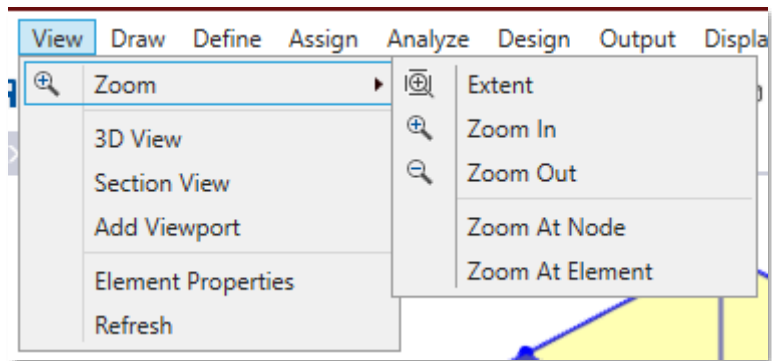 View Draw Define Assign Analyze Design Output Displa
Zoom
3D View
Section View
Add Viewport
Element Properties
Refresh
Extent
Zoom In
Zoom Out
Zoom At Node
Zoom At Element